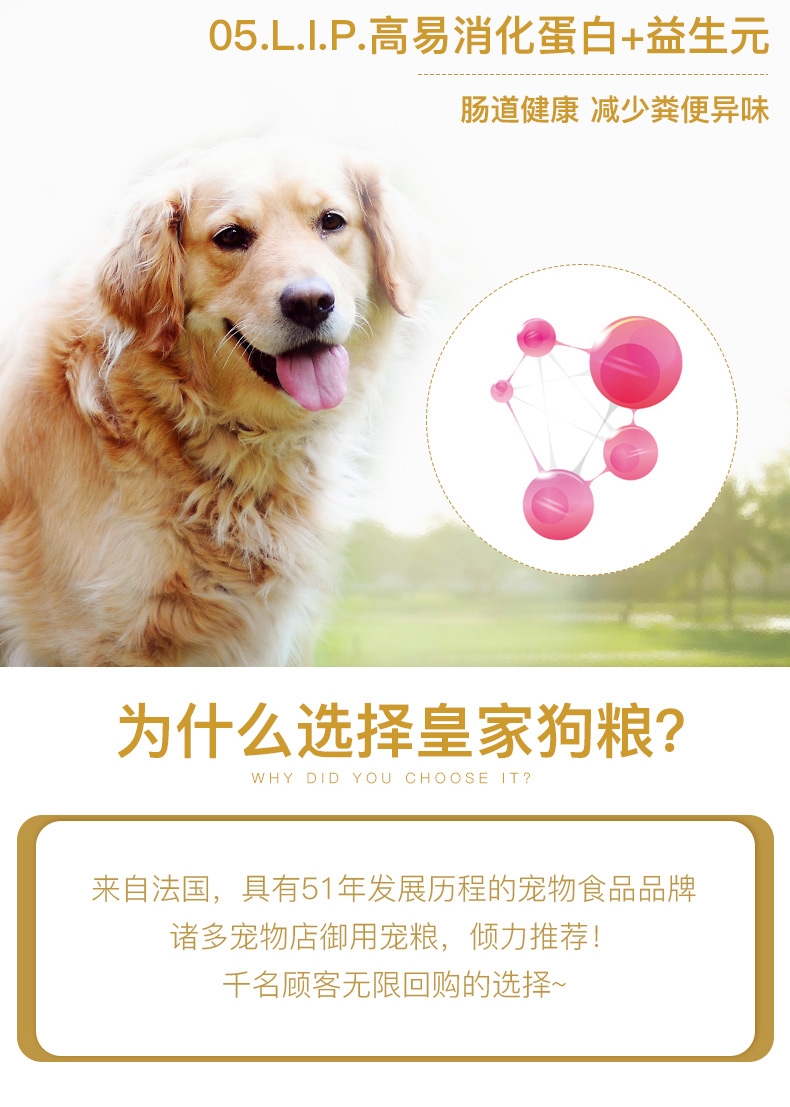 05.L.I.P.高易消化蛋白+益生元
肠道健康 减少粪便异味
为什么选择皇家狗粮?
WHY DID YOU CHOOSE IT?
来自法国，具有51年发展历程的宠物食品品牌
诸多宠物店御用宠粮，倾力推荐!
千名顾客无限回购的选择~